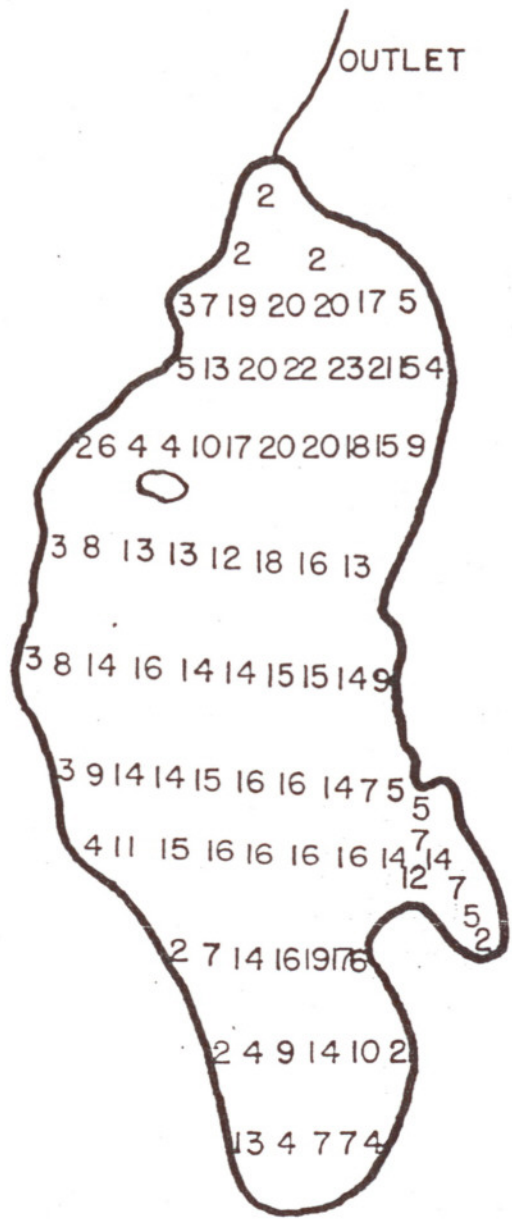 OUTLET
2
2 2
3 7 19 20 20 17 5
5 13 20 22 23 21 15 4
2 6 4 4 10 17 20 20 18 15 9
3 8 13 13 12 18 16 13
3 8 14 16 14 14 15 15 14 9
3 9 14 14 15 16 16 14 7 5
5
7
4 11 15 16 16 16 16 14 14
12 7
5
2
2 7 14 16 19 17 6
2 4 9 14 10 2
1 3 4 7 7 4